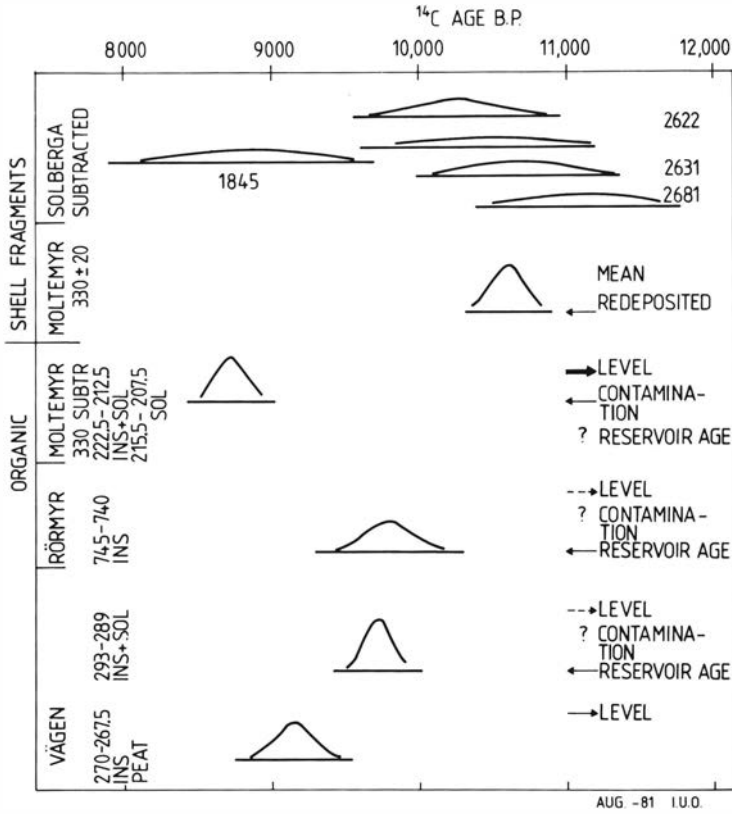 ¹⁴C AGE B.P.
8000 9000 10,000 11,000 12,000
SHELL FRAGMENTS
SOLBERGA
SUBTRACTED
2622
2631
2681
1845
MOLTEMYR
330±20
MEAN
REDEPOSITED
ORGANIC
MOLTEMYR
330 SUBTR
222.5-212.5
INS+SOL
215.5-207.5
SOL
LEVEL
CONTAMINA-
TION
? RESERVOIR AGE
RÖRMYR
745-740
INS
LEVEL
? CONTAMINA-
TION
RESERVOIR AGE
293-289
INS+SOL
LEVEL
? CONTAMINA-
TION
RESERVOIR AGE
VÄGEN
270-267.5
INS
PEAT
LEVEL
AUG. -81 I.U.O.